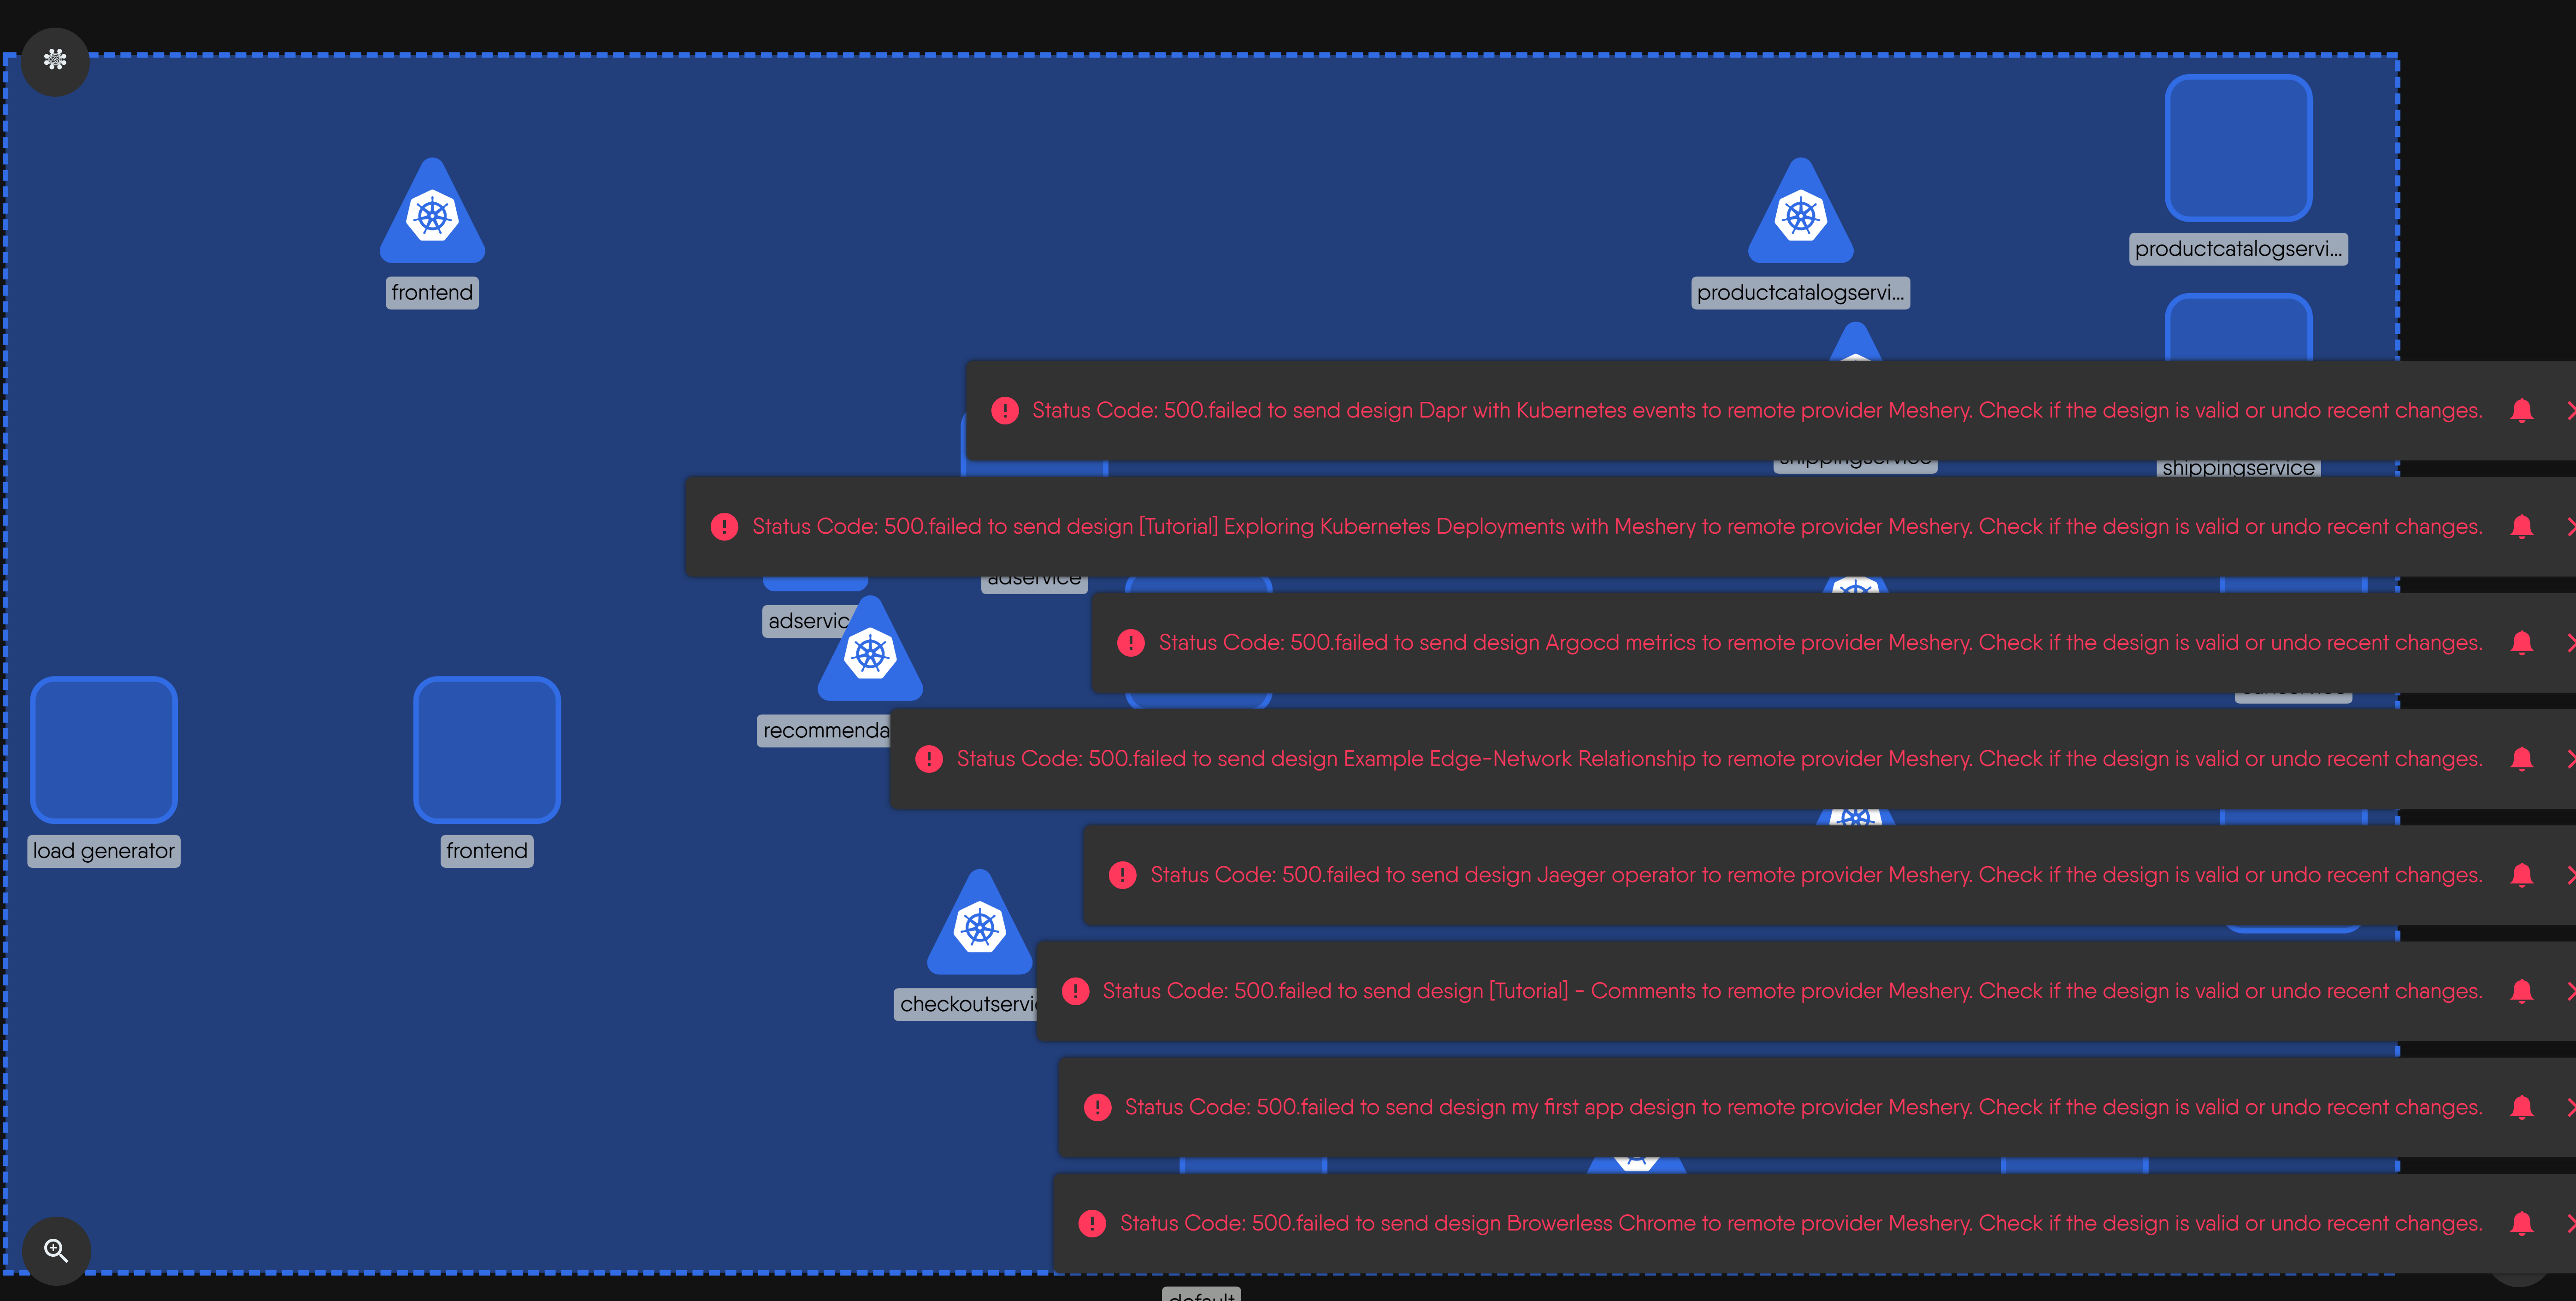 productcatalogservi...
frontend
productcatalogservi...
Status Code: 500.failed to send design Dapr with Kubernetes events to remote provider Meshery. Check if the design is valid or undo recent changes.
shippingservice
shippingservice
Status Code: 500.failed to send design [Tutorial] Exploring Kubernetes Deployments with Meshery to remote provider Meshery. Check if the design is valid or undo recent changes.
adservice
adservic
Status Code: 500.failed to send design Argocd metrics to remote provider Meshery. Check if the design is valid or undo recent changes.
recommenda
Status Code: 500.failed to send design Example Edge-Network Relationship to remote provider Meshery. Check if the design is valid or undo recent changes.
load generator
frontend
Status Code: 500.failed to send design Jaeger operator to remote provider Meshery. Check if the design is valid or undo recent changes.
checkoutservi
Status Code: 500.failed to send design [Tutorial] - Comments to remote provider Meshery. Check if the design is valid or undo recent changes.
Status Code: 500.failed to send design my first app design to remote provider Meshery. Check if the design is valid or undo recent changes.
Status Code: 500.failed to send design Browerless Chrome to remote provider Meshery. Check if the design is valid or undo recent changes.
default